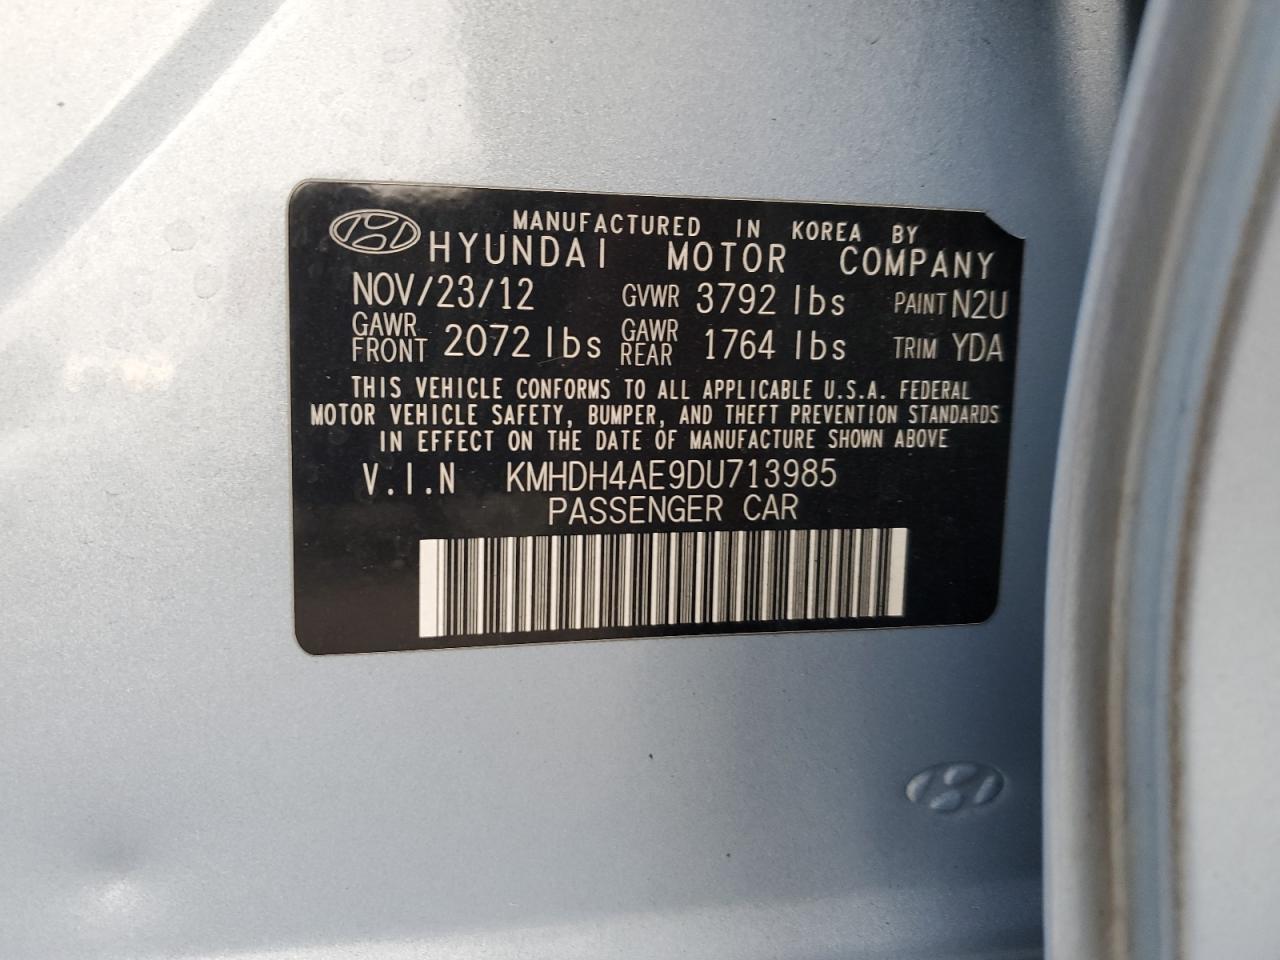 MANUFACTURED IN KOREA BY
HYUNDAI MOTOR COMPANY
NOV/23/12 GVWR 3792 lbs PAINT N2U
GAWR FRONT 2072 lbs GAWR REAR 1764 lbs TRIM YDA
THIS VEHICLE CONFORMS TO ALL APPLICABLE U.S.A. FEDERAL
MOTOR VEHICLE SAFETY, BUMPER, AND THEFT PREVENTION STANDARDS
IN EFFECT ON THE DATE OF MANUFACTURE SHOWN ABOVE
V.I.N KMHDH4AE9DU713985
PASSENGER CAR